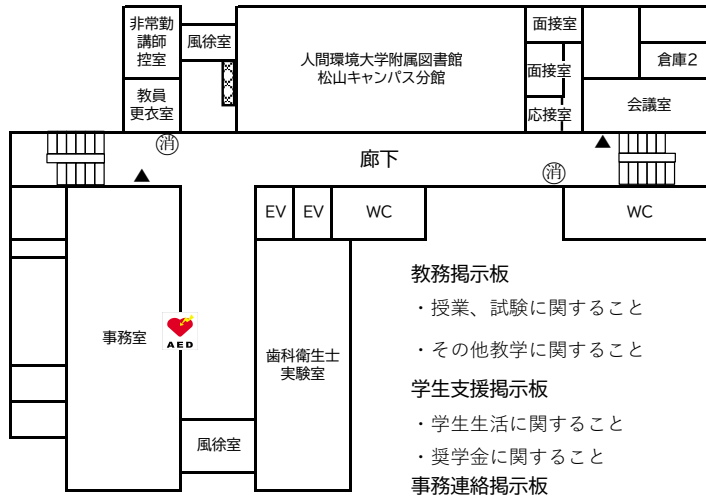 非常勤
講師
控室
風徐室
人間環境大学附属図書館
松山キャンパス分館
面接室
面接室
倉庫2
教員
更衣室
応接室
会議室
消
廊下
消
EV
EV
WC
WC
事務室
AED
歯科衛生士
実験室
風徐室
教務掲示板
・授業、試験に関すること
・その他教学に関すること
学生支援掲示板
・学生生活に関すること
・奨学金に関すること
事務連絡掲示板